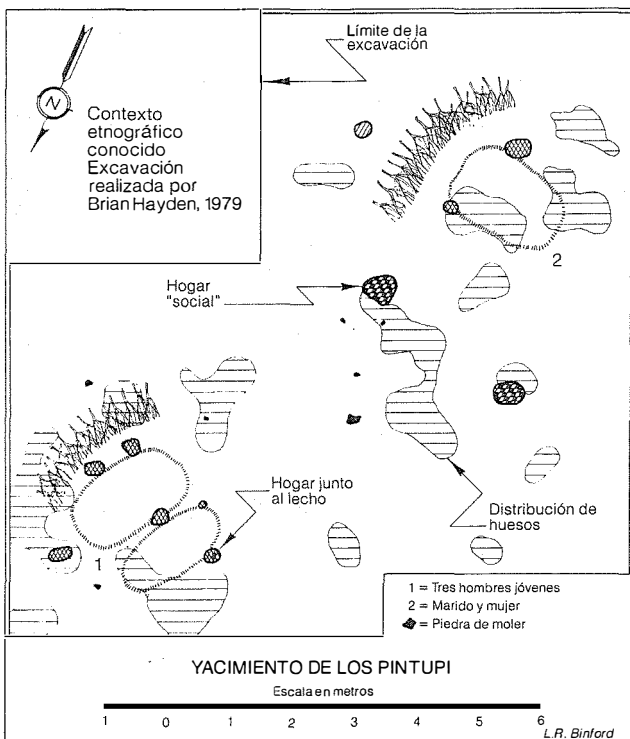 Límite de la
excavación
N
Contexto
etnográfico
conocido
Excavación
realizada por
Brian Hayden, 1979
2
Hogar
"social"
Hogar junto
al lecho
Distribución de
huesos
1
1 = Tres hombres jóvenes
2 = Marido y mujer
= Piedra de moler
YACIMIENTO DE LOS PINTUPI
Escala en metros
1 0 1 2 3 4 5 6
L.R. Binford